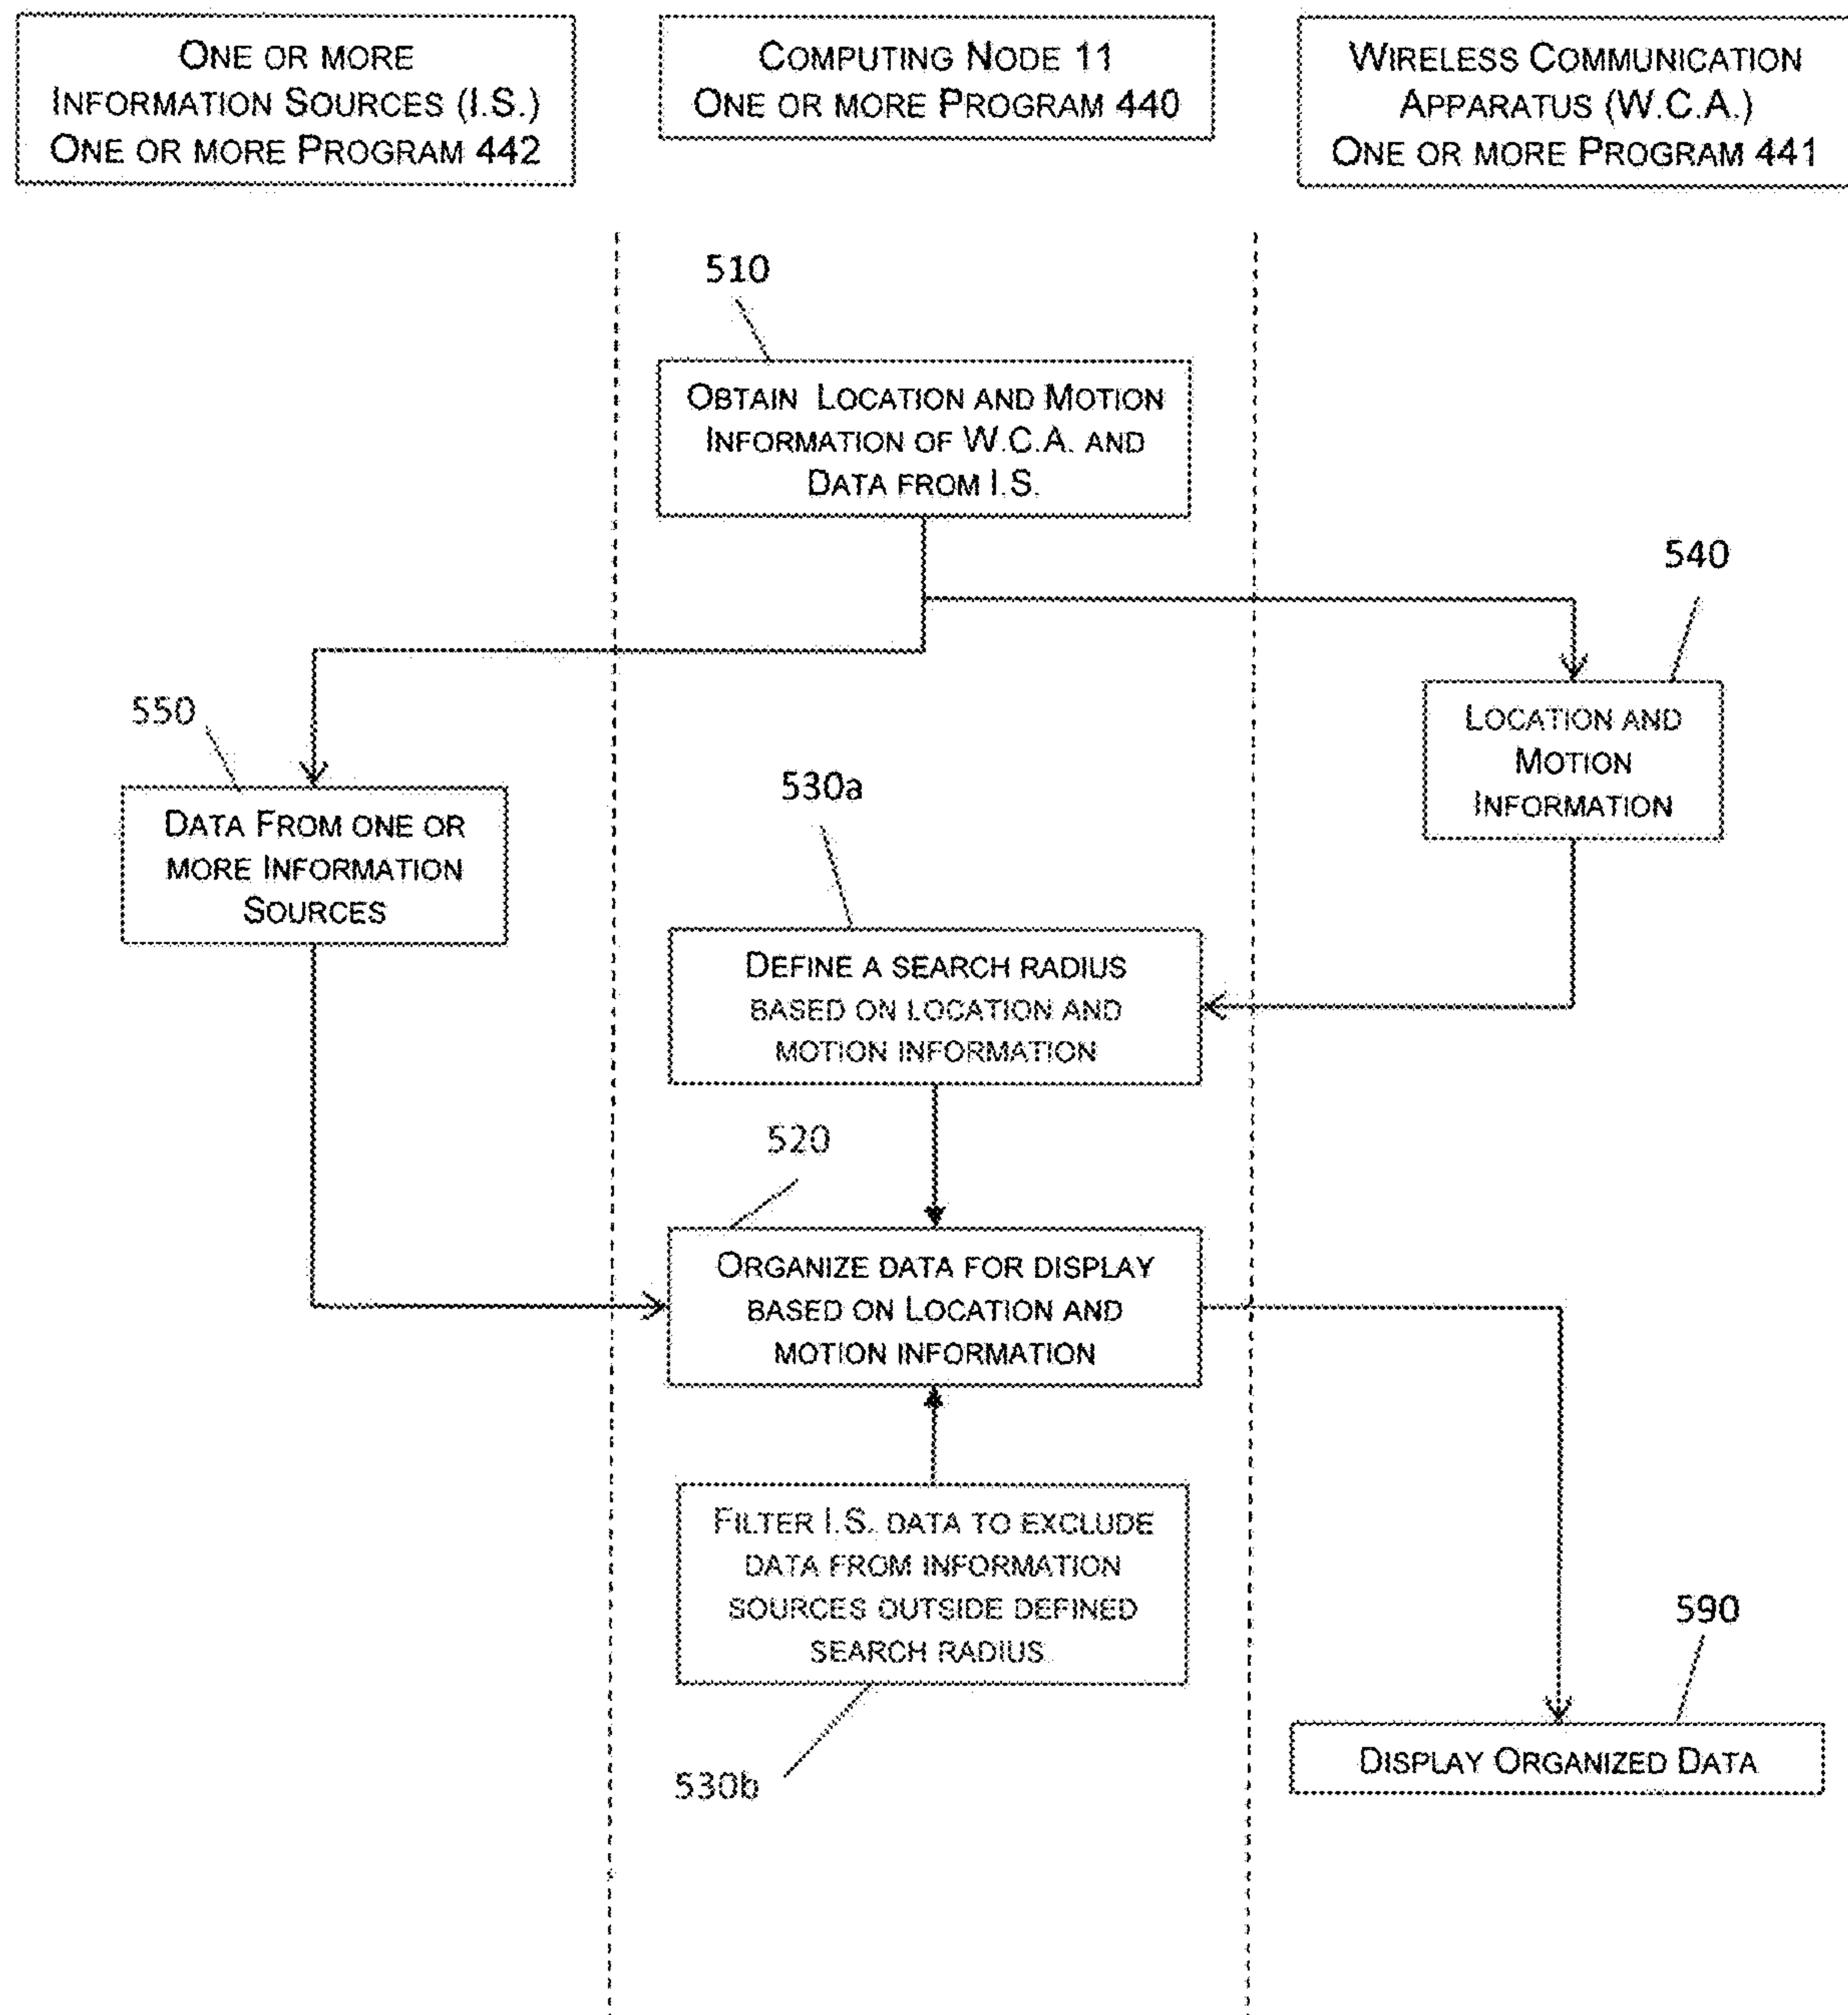 ONE OR MORE
INFORMATION SOURCES (I.S.)
ONE OR MORE PROGRAM 442
COMPUTING NODE 11
ONE OR MORE PROGRAM 440
WIRELESS COMMUNICATION
APPARATUS (W.C.A.)
ONE OR MORE PROGRAM 441
510
OBTAIN LOCATION AND MOTION
INFORMATION OF W.C.A. AND
DATA FROM I.S.
540
LOCATION AND
MOTION
INFORMATION
550
DATA FROM ONE OR
MORE INFORMATION
SOURCES
530a
DEFINE A SEARCH RADIUS
BASED ON LOCATION AND
MOTION INFORMATION
520
ORGANIZE DATA FOR DISPLAY
BASED ON LOCATION AND
MOTION INFORMATION
FILTER I.S. DATA TO EXCLUDE
DATA FROM INFORMATION
SOURCES OUTSIDE DEFINED
SEARCH RADIUS
530b
590
DISPLAY ORGANIZED DATA